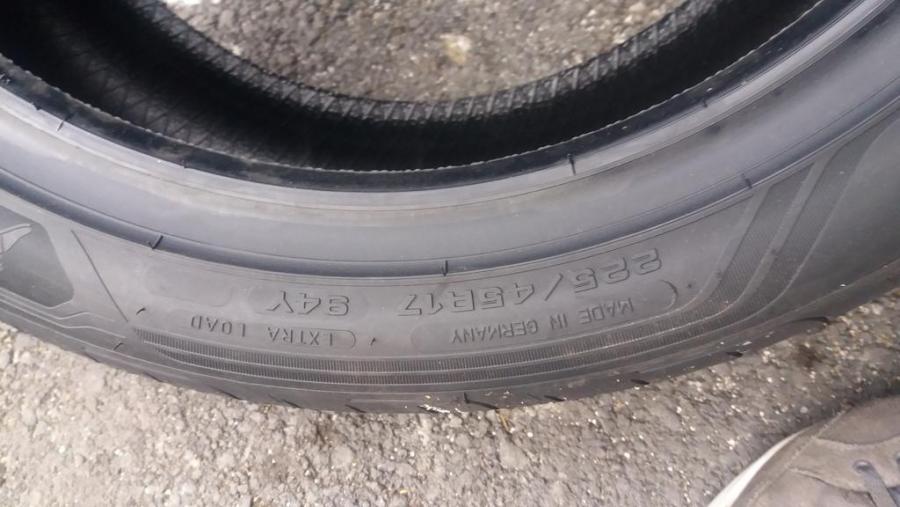 225/45R17 94Y
MADE IN GERMANY
EXTRA LOAD